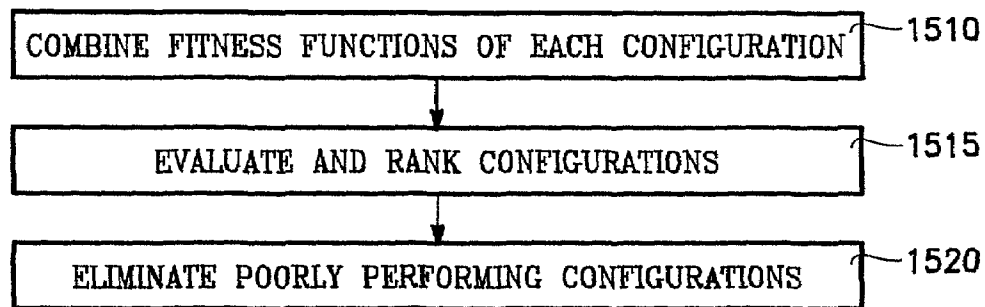 COMBINE FITNESS FUNCTIONS OF EACH CONFIGURATION 1510
EVALUATE AND RANK CONFIGURATIONS 1515
ELIMINATE POORLY PERFORMING CONFIGURATIONS 1520